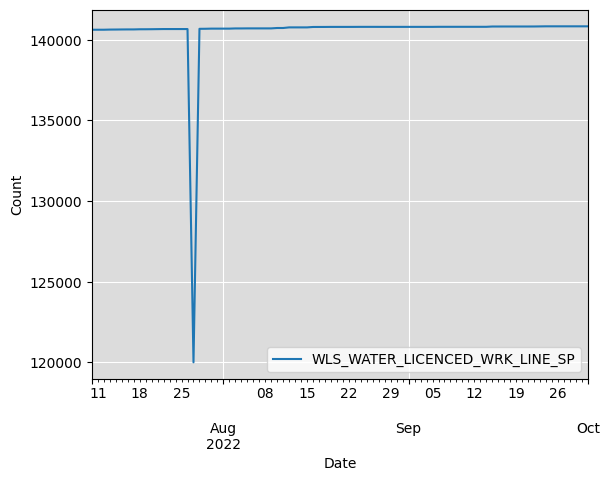 140000
135000
130000
125000
120000
Count
WLS_WATER_LICENCED_WRK_LINE_SP
11 18 25 08 15 22 29 05 12 19 26
Aug Sep Oct
2022
Date